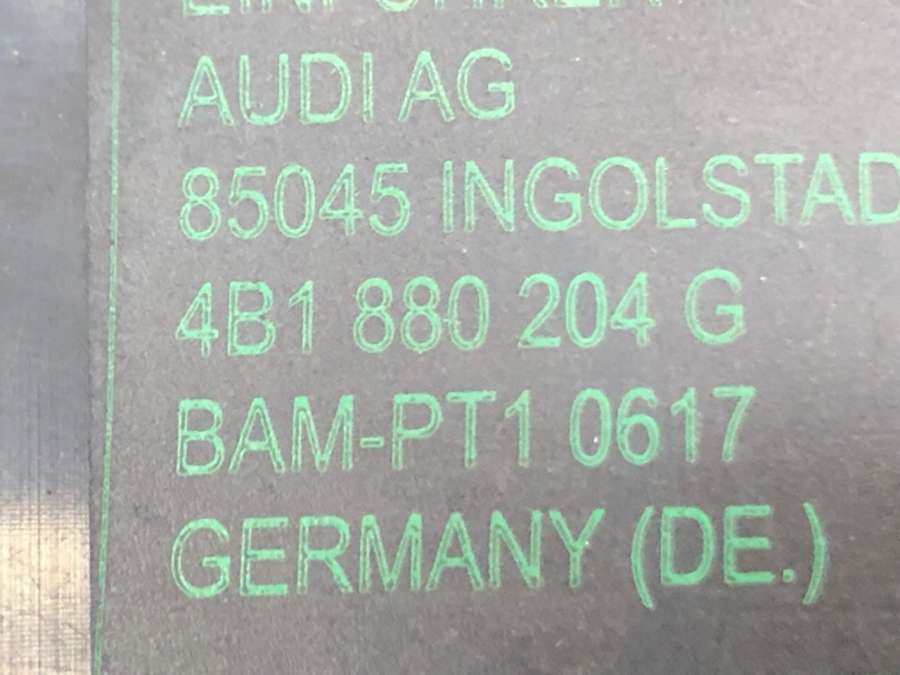 AUDI AG
85045 INGOLSTAD
4B1 880 204 G
BAM-PT1 0617
GERMANY (DE.)